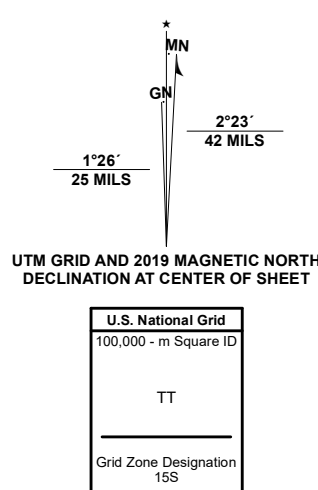 ★
MN
GN
2°23´
42 MILS
1°26´
25 MILS
UTM GRID AND 2019 MAGNETIC NORTH
DECLINATION AT CENTER OF SHEET
U.S. National Grid
100,000 - m Square ID
TT
Grid Zone Designation
15S